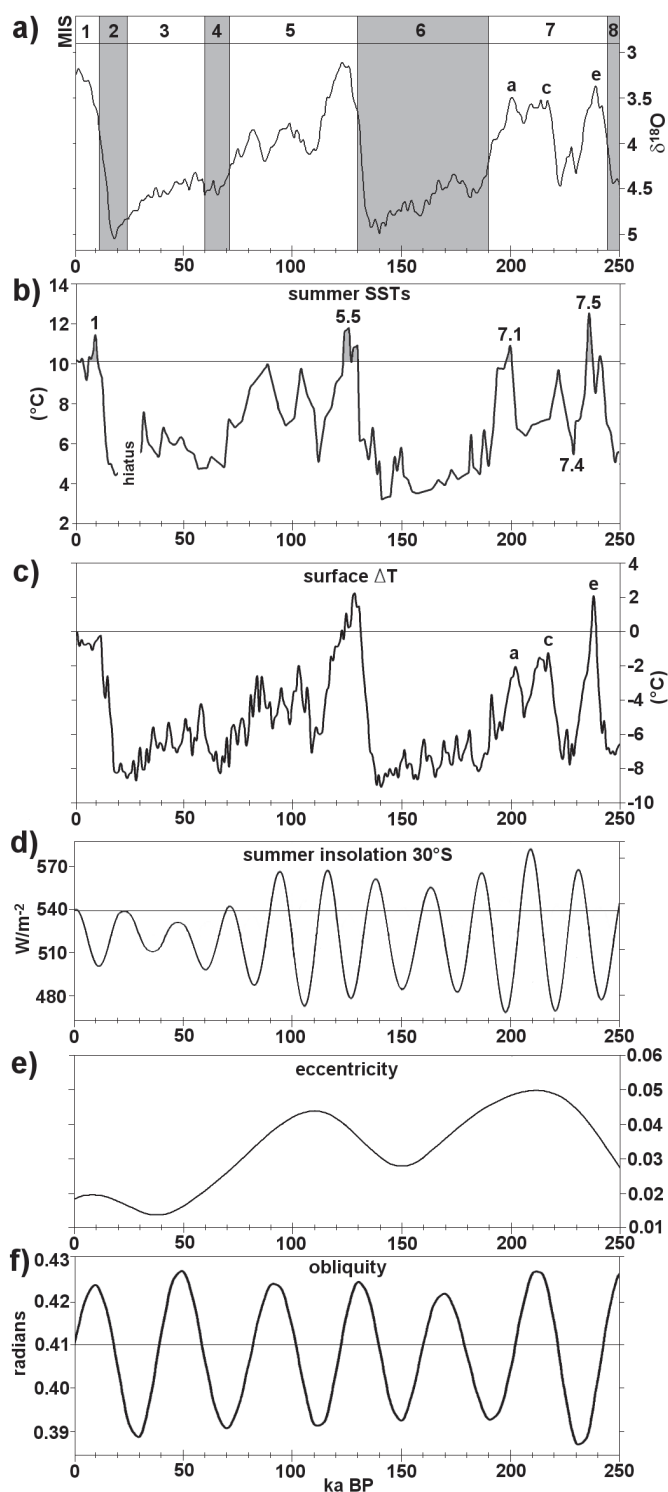 a)
MIS
1 2 3 4 5 6 7 8
a c e
3
3.5
4
4.5
5
δ18O
0 50 100 150 200 250
b)
summer SSTs
14
12
10
8
6
4
2
(°C)
1
hiatus
5.5
7.1
7.5
7.4
0 50 100 150 200 250
c)
surface ΔT
4
2
0
-2
-4
-6
-8
-10
(°C)
a c e
0 50 100 150 200 250
d)
summer insolation 30°S
570
540
510
480
W/m-2
0 50 100 150 200 250
e)
eccentricity
0.06
0.05
0.04
0.03
0.02
0.01
0 50 100 150 200 250
f)
obliquity
0.43
0.42
0.41
0.40
0.39
radians
0 50 100 150 200 250
ka BP